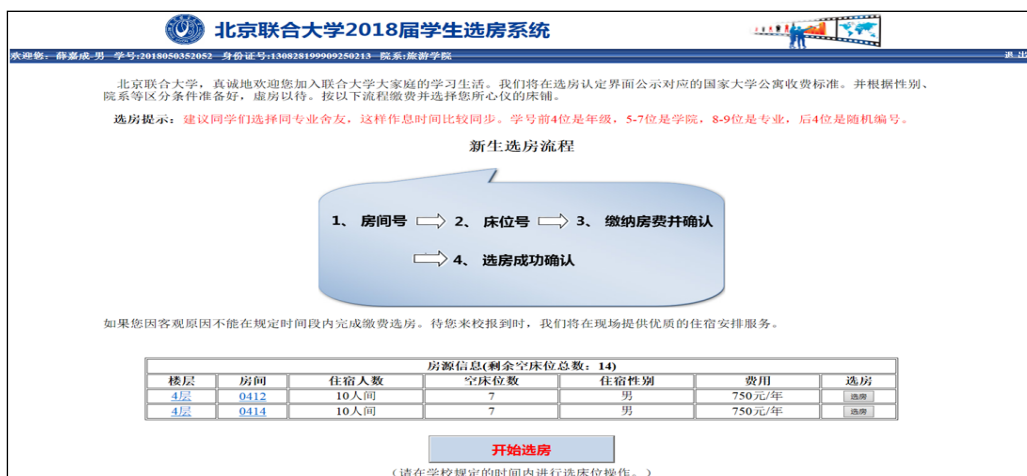 北京联合大学2018届学生选房系统
欢迎您：薛嘉成-男 学号:2018050352052 身份证号:130828199909250213 院系:旅游学院 退出
北京联合大学，真诚地欢迎您加入联合大学大家庭的学习生活。我们将在选房认定界面公示对应的国家大学公寓收费标准。并根据性别、
院系等区分条件准备好，虚房以待。按以下流程缴费并选择您所心仪的床铺。
选房提示：建议同学们选择同专业舍友，这样作息时间比较同步。学号前4位是年级，5-7位是学院，8-9位是专业，后4位是随机编号。
新生选房流程
1、 房间号 2、 床位号 3、 缴纳房费并确认
4、 选房成功确认
如果您因客观原因不能在规定时间段内完成缴费选房。待您来校报到时，我们将在现场提供优质的住宿安排服务。
房源信息(剩余空床位总数：14)
楼层 房间 住宿人数 空床位数 住宿性别 费用 选房
4层 0412 10人间 7 男 750元/年 选房
4层 0414 10人间 7 男 750元/年 选房
开始选房
（请在学校规定的时间内进行选床位操作。）